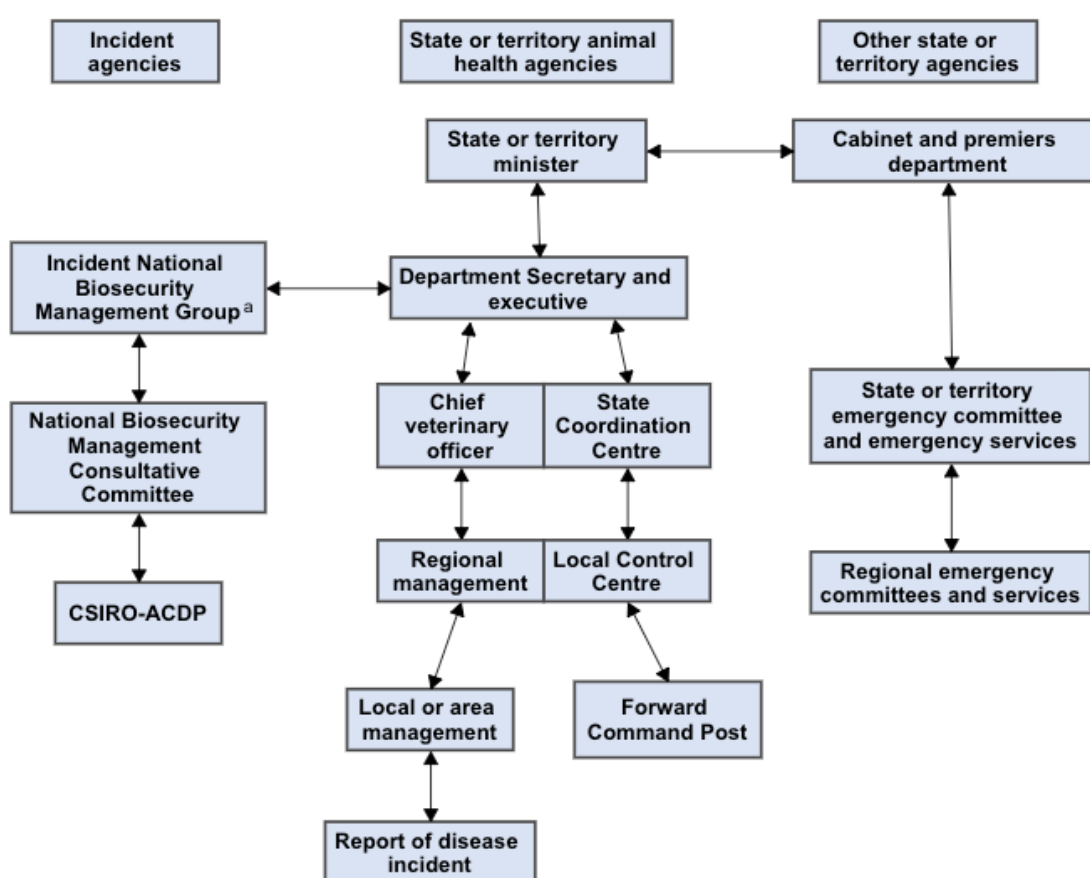 Incident
agencies
State or territory animal
health agencies
Other state or
territory agencies
State or territory
minister
Cabinet and premiers
department
Incident National
Biosecurity
Management Group a
Department Secretary and
executive
National Biosecurity
Management
Consultative
Committee
Chief
veterinary
officer
State
Coordination
Centre
State or territory
emergency committee
and emergency services
CSIRO-ACDP
Regional
management
Local Control
Centre
Regional emergency
committees and services
Local or area
management
Forward
Command Post
Report of disease
incident